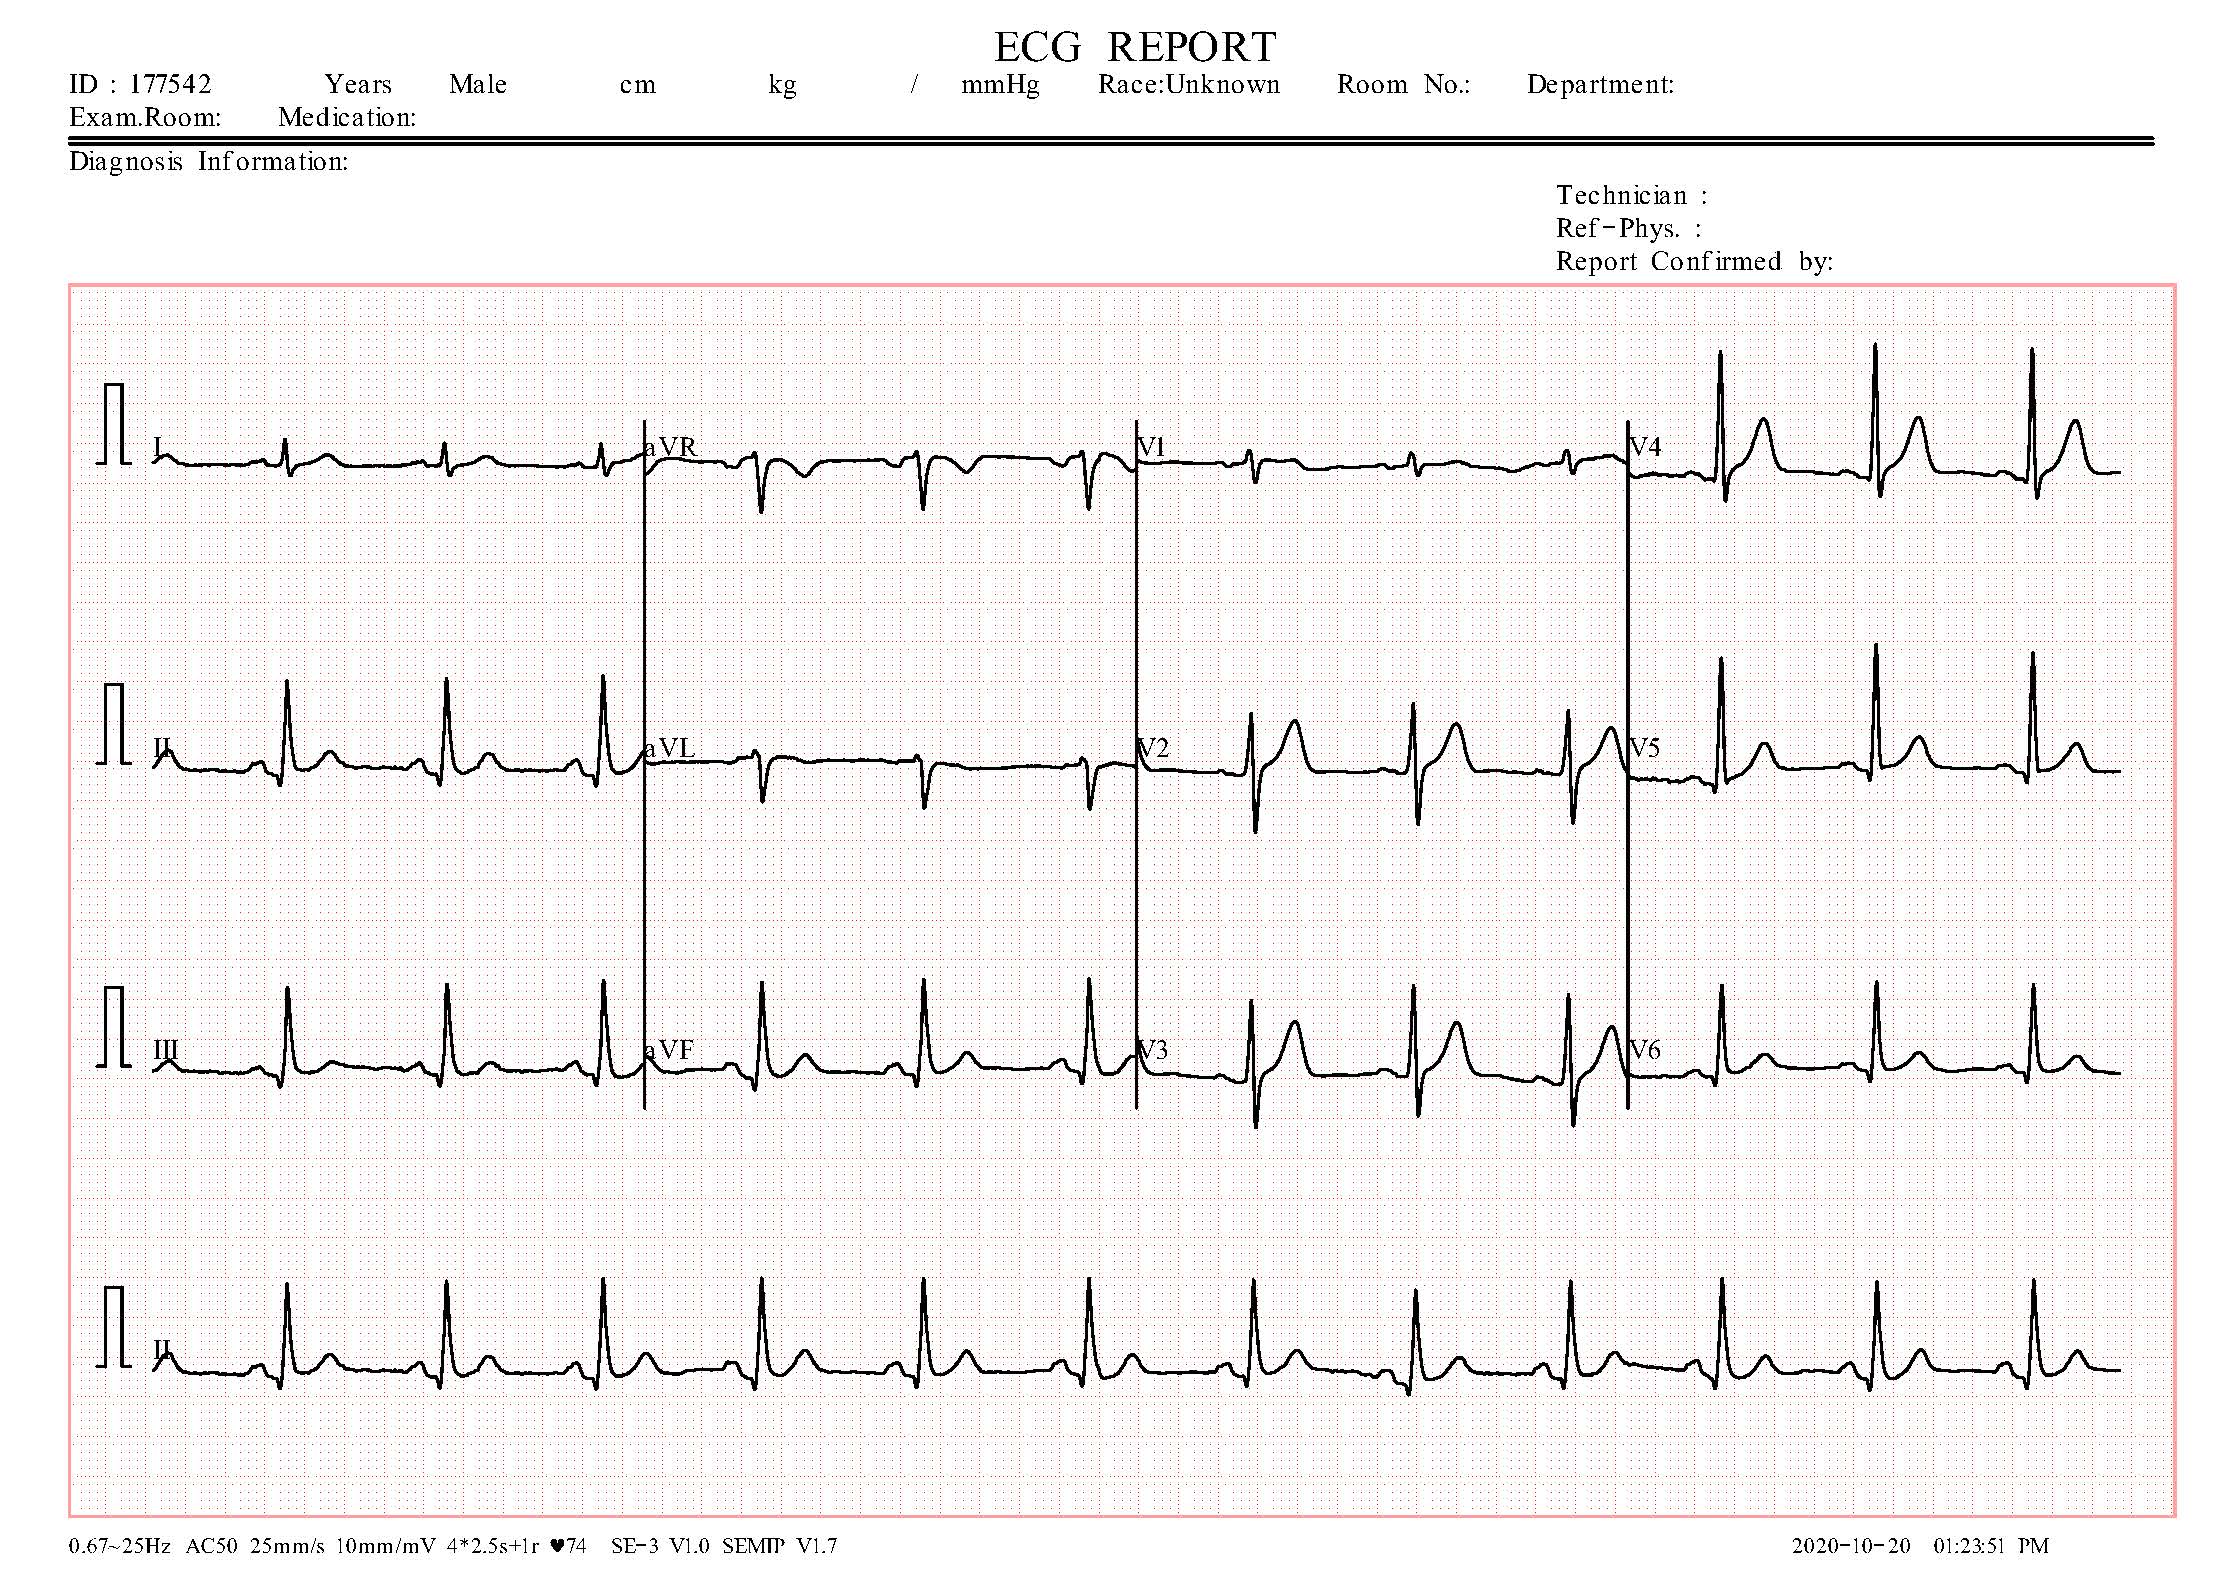 ECG REPORT
ID : 177542 Years Male cm kg / mmHg Race:Unknown Room No.: Department:
Exam.Room: Medication:
Diagnosis Information:
Technician :
Ref-Phys. :
Report Confirmed by:
I aVR V1 V4
II aVL V2 V5
III aVF V3 V6
II
0.67~25Hz AC50 25mm/s 10mm/mV 4*2.5s+1r ♥74 SE-3 V1.0 SEMIP V1.7 2020-10-20 01:23:51 PM